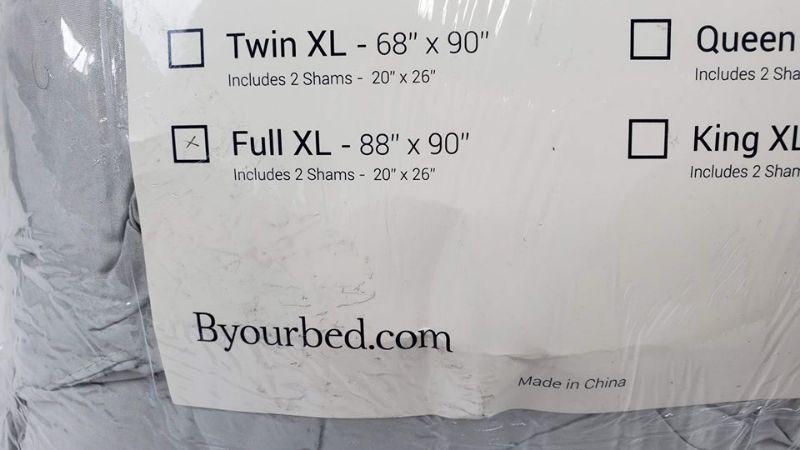 Twin XL - 68" x 90"
Includes 2 Shams - 20" x 26"
Full XL - 88" x 90"
Includes 2 Shams - 20" x 26"
Queen
Includes 2 Sha
King XL
Includes 2 Sham
Byourbed.com
Made in China